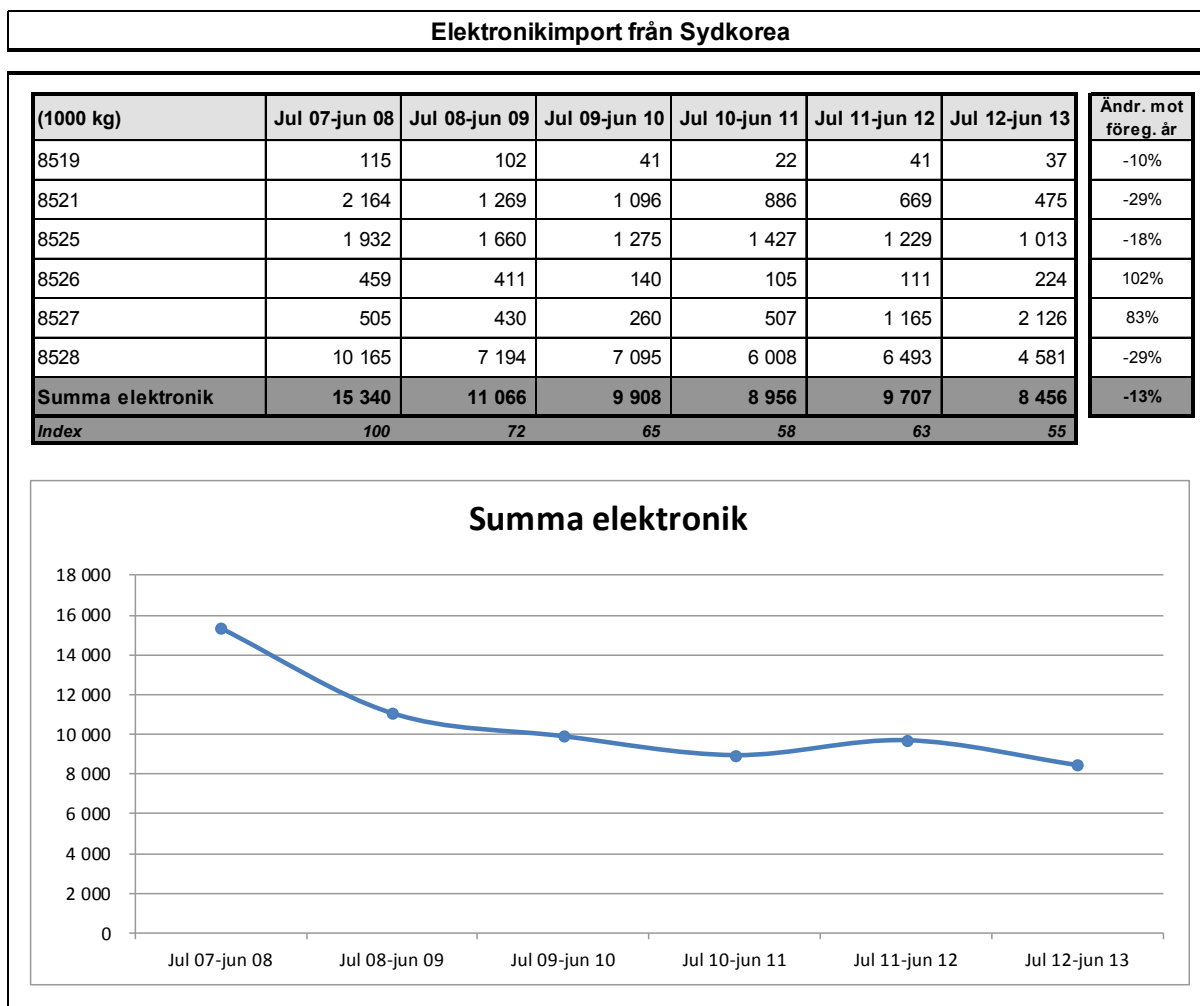 Elektronikimport från Sydkorea
(1000 kg) Jul 07-jun 08 Jul 08-jun 09 Jul 09-jun 10 Jul 10-jun 11 Jul 11-jun 12 Jul 12-jun 13 Ändr. mot föreg. år
8519 115 102 41 22 41 37 -10%
8521 2 164 1 269 1 096 886 669 475 -29%
8525 1 932 1 660 1 275 1 427 1 229 1 013 -18%
8526 459 411 140 105 111 224 102%
8527 505 430 260 507 1 165 2 126 83%
8528 10 165 7 194 7 095 6 008 6 493 4 581 -29%
Summa elektronik 15 340 11 066 9 908 8 956 9 707 8 456 -13%
Index 100 72 65 58 63 55
Summa elektronik
18 000
16 000
14 000
12 000
10 000
8 000
6 000
4 000
2 000
0
Jul 07-jun 08 Jul 08-jun 09 Jul 09-jun 10 Jul 10-jun 11 Jul 11-jun 12 Jul 12-jun 13